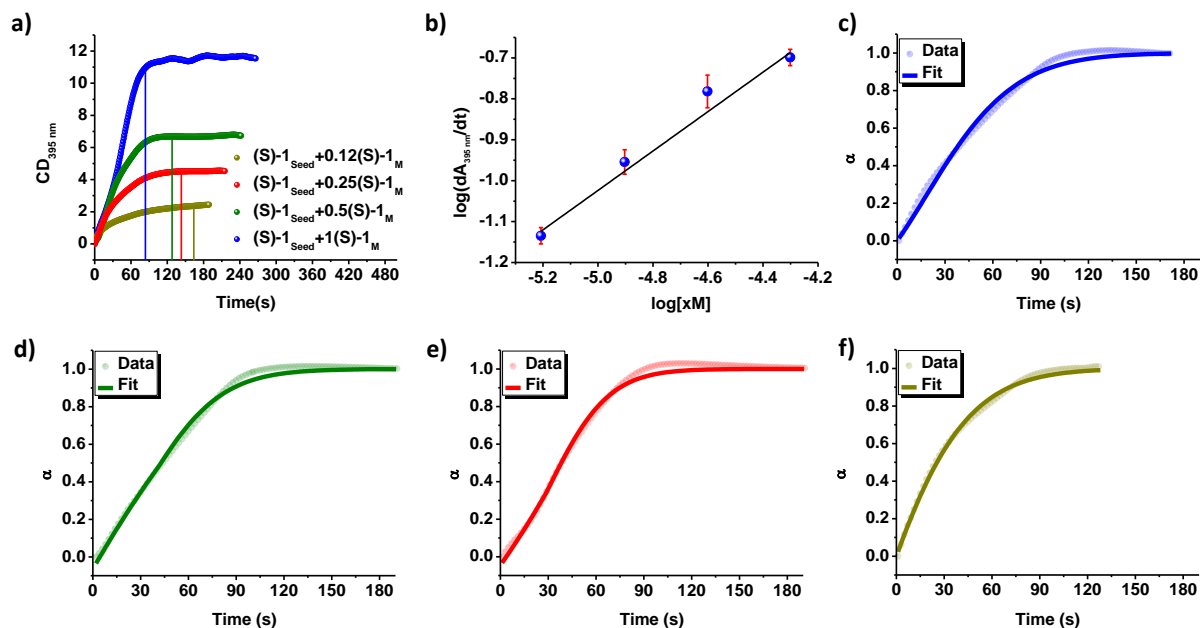 a)
CD395 nm
12
10
8
6
4
2
0
(S)-1Seed+0.12(S)-1M
(S)-1Seed+0.25(S)-1M
(S)-1Seed+0.5(S)-1M
(S)-1Seed+1(S)-1M
0 60 120 180 240 300 360 420 480
Time(s)
b)
log(dA395 nm/dt)
-0.7
-0.8
-0.9
-1.0
-1.1
-1.2
-5.2 -5.0 -4.8 -4.6 -4.4 -4.2
log[xM]
c)
Data
Fit
α
1.0
0.8
0.6
0.4
0.2
0.0
0 30 60 90 120 150 180
Time (s)
d)
Data
Fit
α
1.0
0.8
0.6
0.4
0.2
0.0
0 30 60 90 120 150 180
Time (s)
e)
Data
Fit
α
1.0
0.8
0.6
0.4
0.2
0.0
0 30 60 90 120 150 180
Time (s)
f)
Data
Fit
α
1.0
0.8
0.6
0.4
0.2
0.0
0 30 60 90 120 150 180
Time (s)